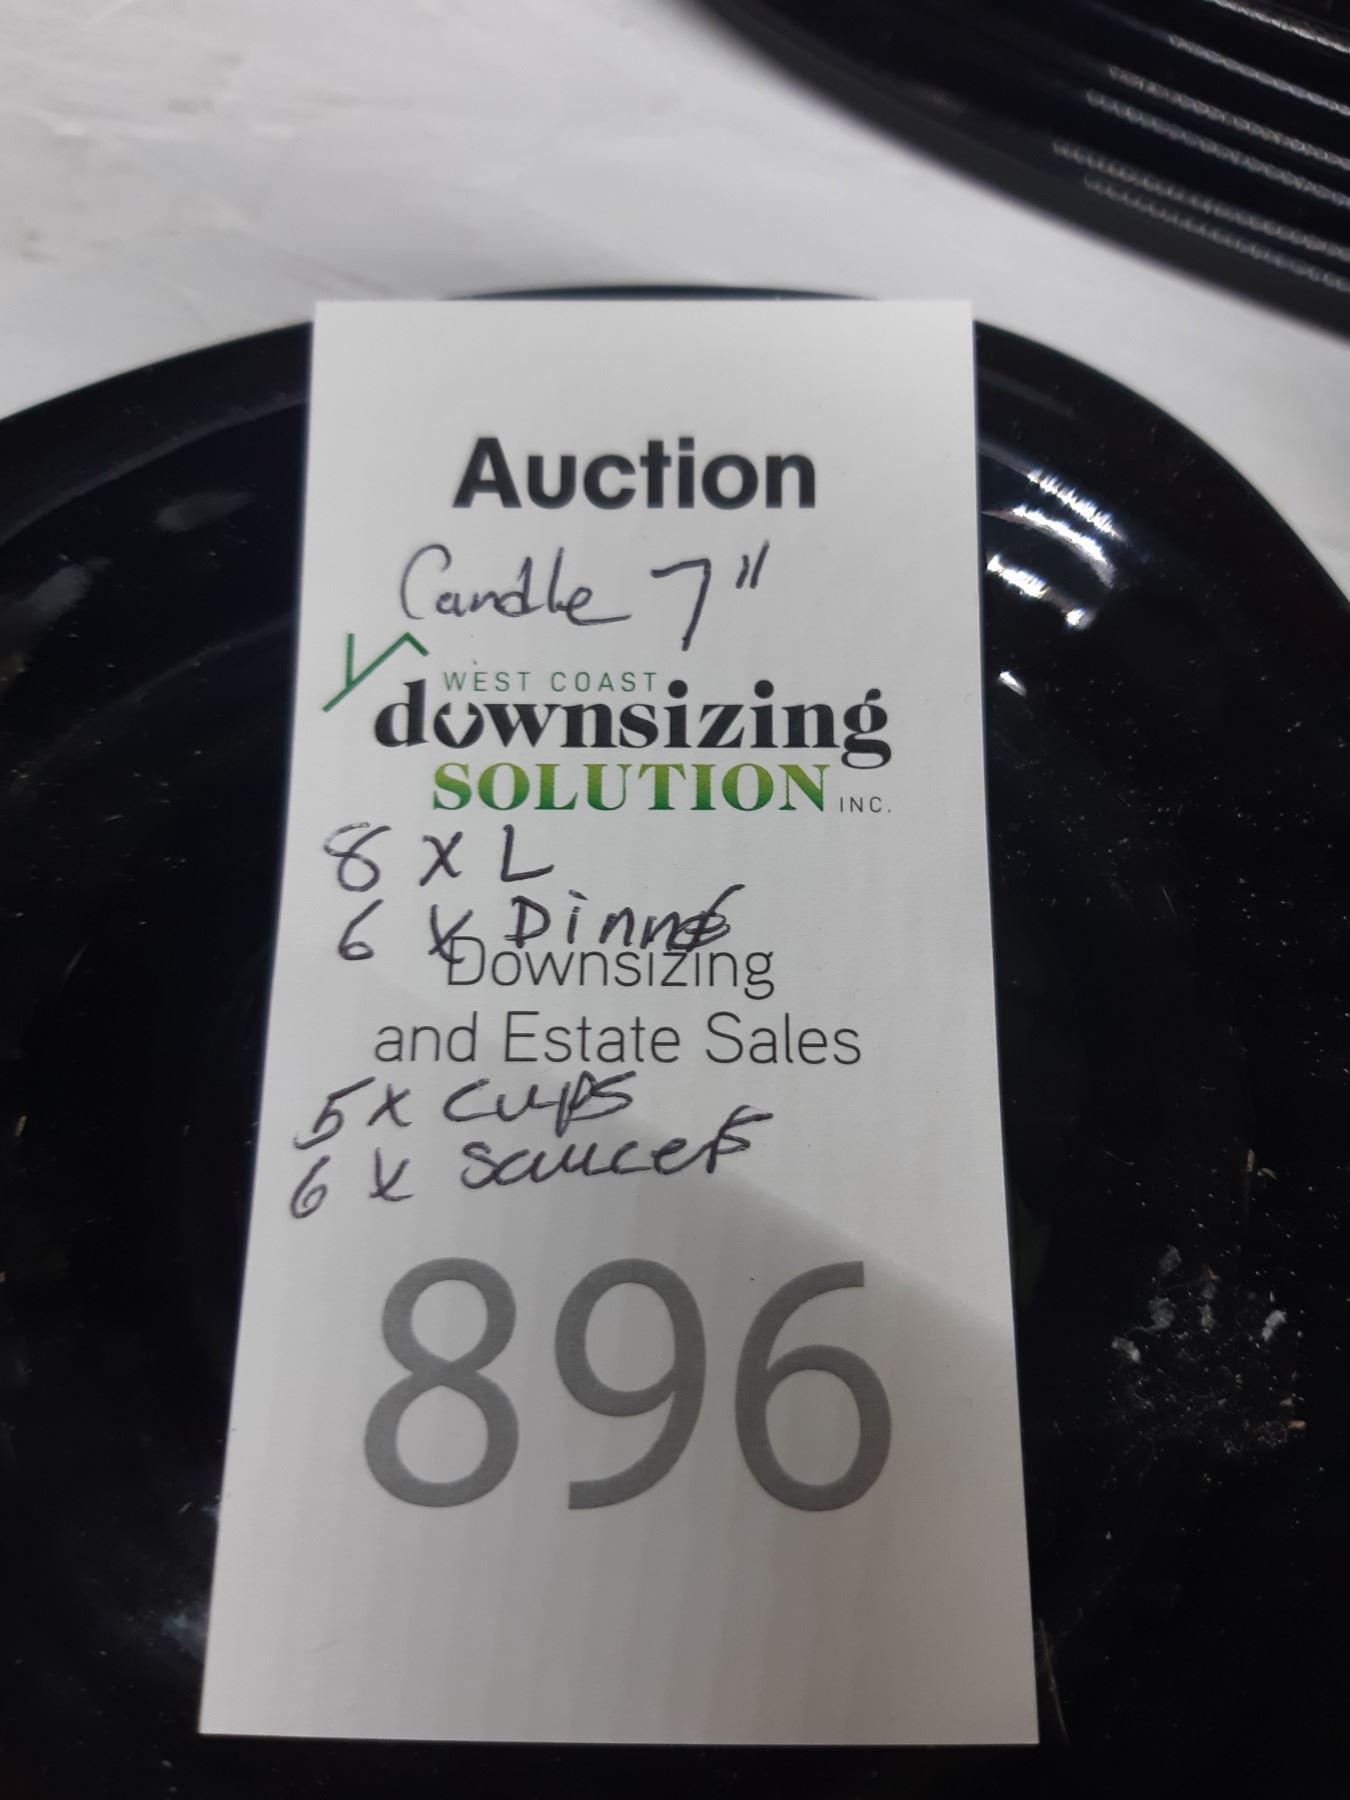 Auction
Candle 7"
WEST COAST
downsizing
SOLUTION INC.
8 x L
6 x
Downsizing
and Estate Sales
5 x cups
6 x saucers
896